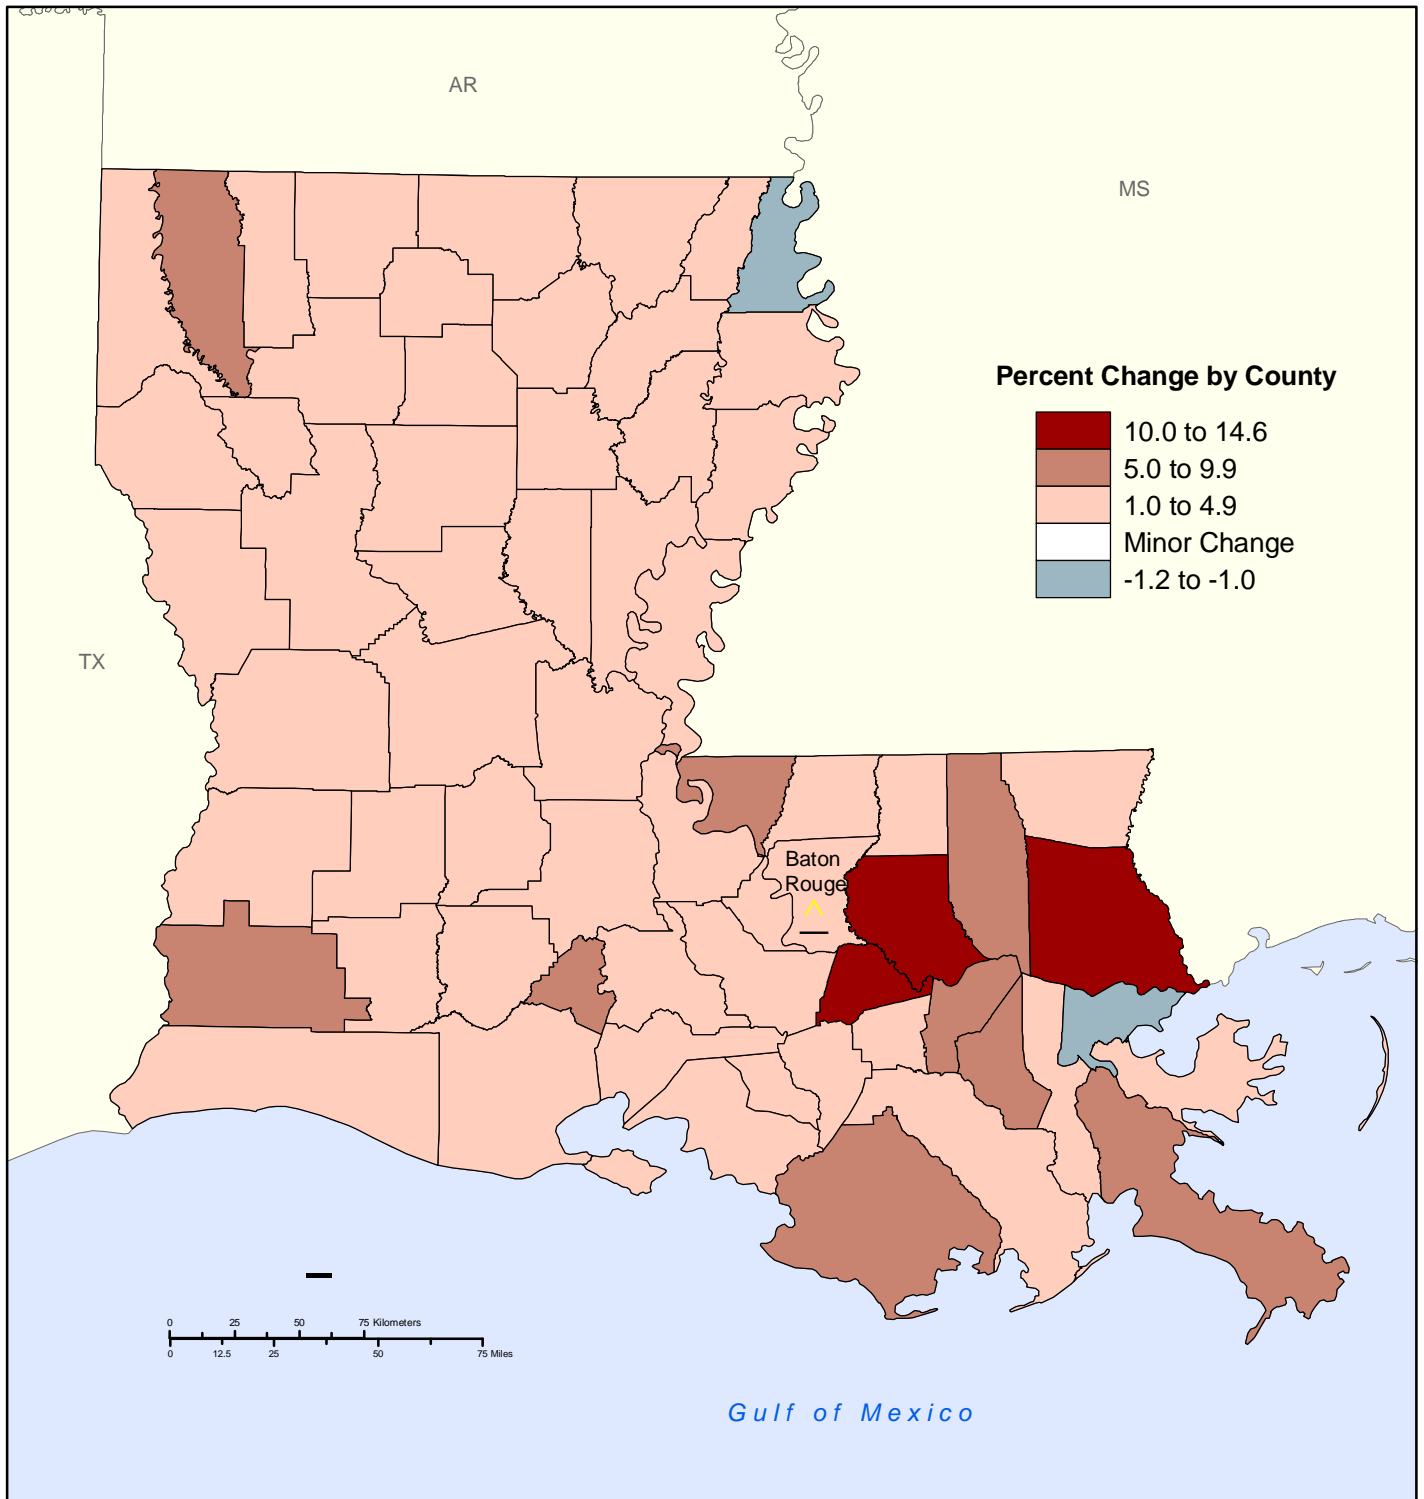 AR
MS
Percent Change by County
10.0 to 14.6
5.0 to 9.9
1.0 to 4.9
Minor Change
-1.2 to -1.0
TX
Baton
Rouge
0 25 50 75 Kilometers
0 12.5 25 50 75 Miles
Gulf of Mexico